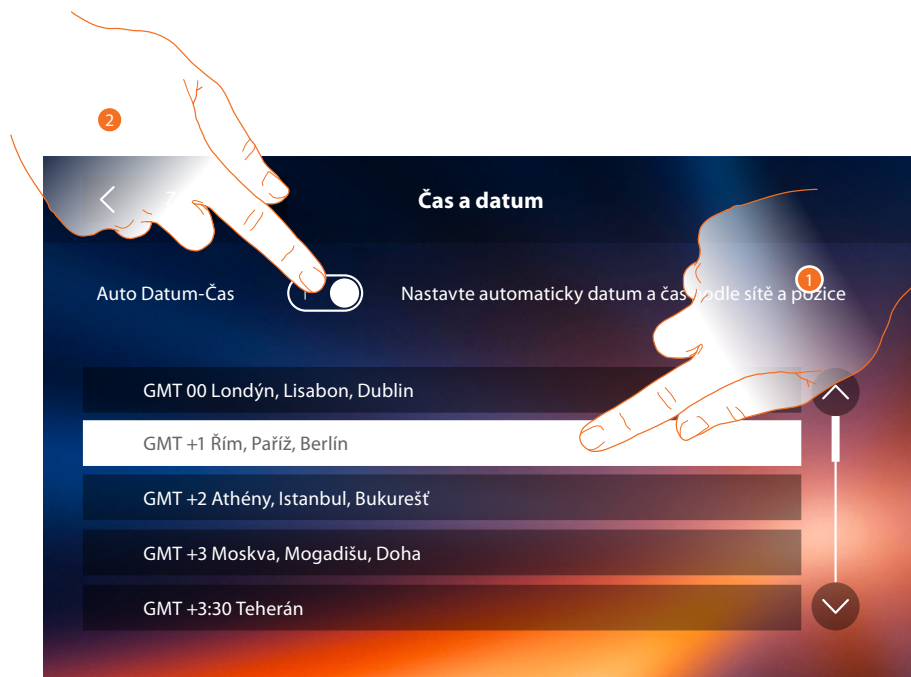 2
Čas a datum
1
Auto Datum-Čas
Nastavte automaticky datum a čas podle sítě a pozice
GMT 00 Londýn, Lisabon, Dublin
GMT +1 Řím, Paříž, Berlín
GMT +2 Athény, Istanbul, Bukurešť
GMT +3 Moskva, Mogadišu, Doha
GMT +3:30 Teherán